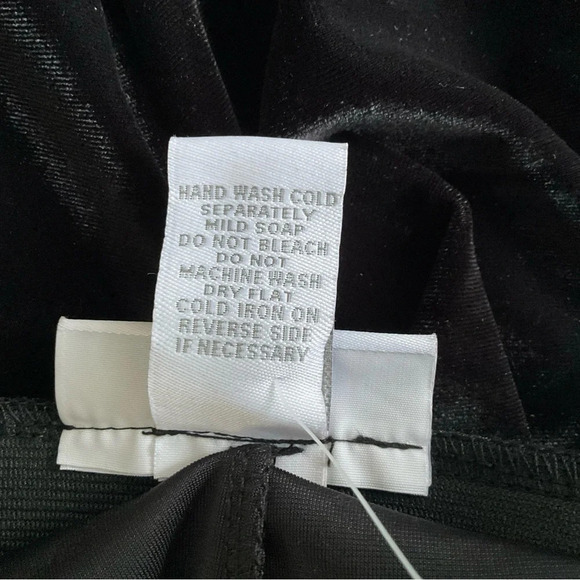 HAND WASH COLD
SEPARATELY
MILD SOAP
DO NOT BLEACH
DO NOT
MACHINE WASH
DRY FLAT
COLD IRON ON
REVERSE SIDE
IF NECESSARY